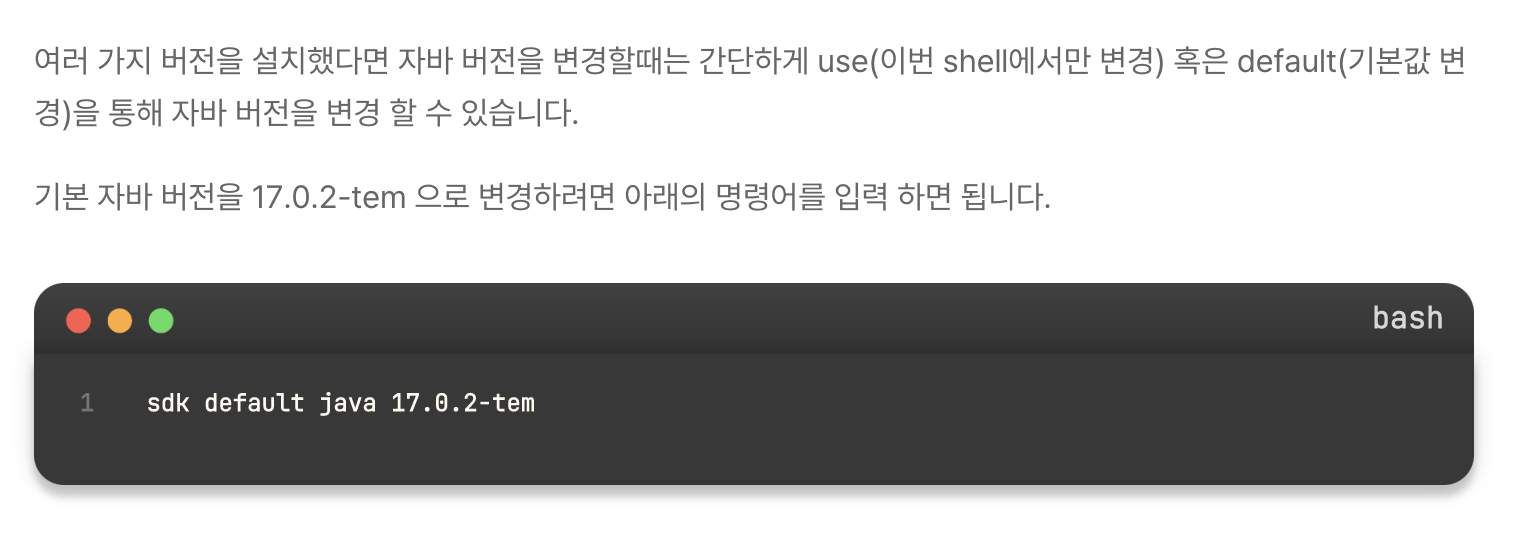 여러 가지 버전을 설치했다면 자바 버전을 변경할때는 간단하게 use(이번 shell에서만 변경) 혹은 default(기본값 변
경)을 통해 자바 버전을 변경 할 수 있습니다.
기본 자바 버전을 17.0.2-tem 으로 변경하려면 아래의 명령어를 입력 하면 됩니다.
bash
1 sdk default java 17.0.2-tem